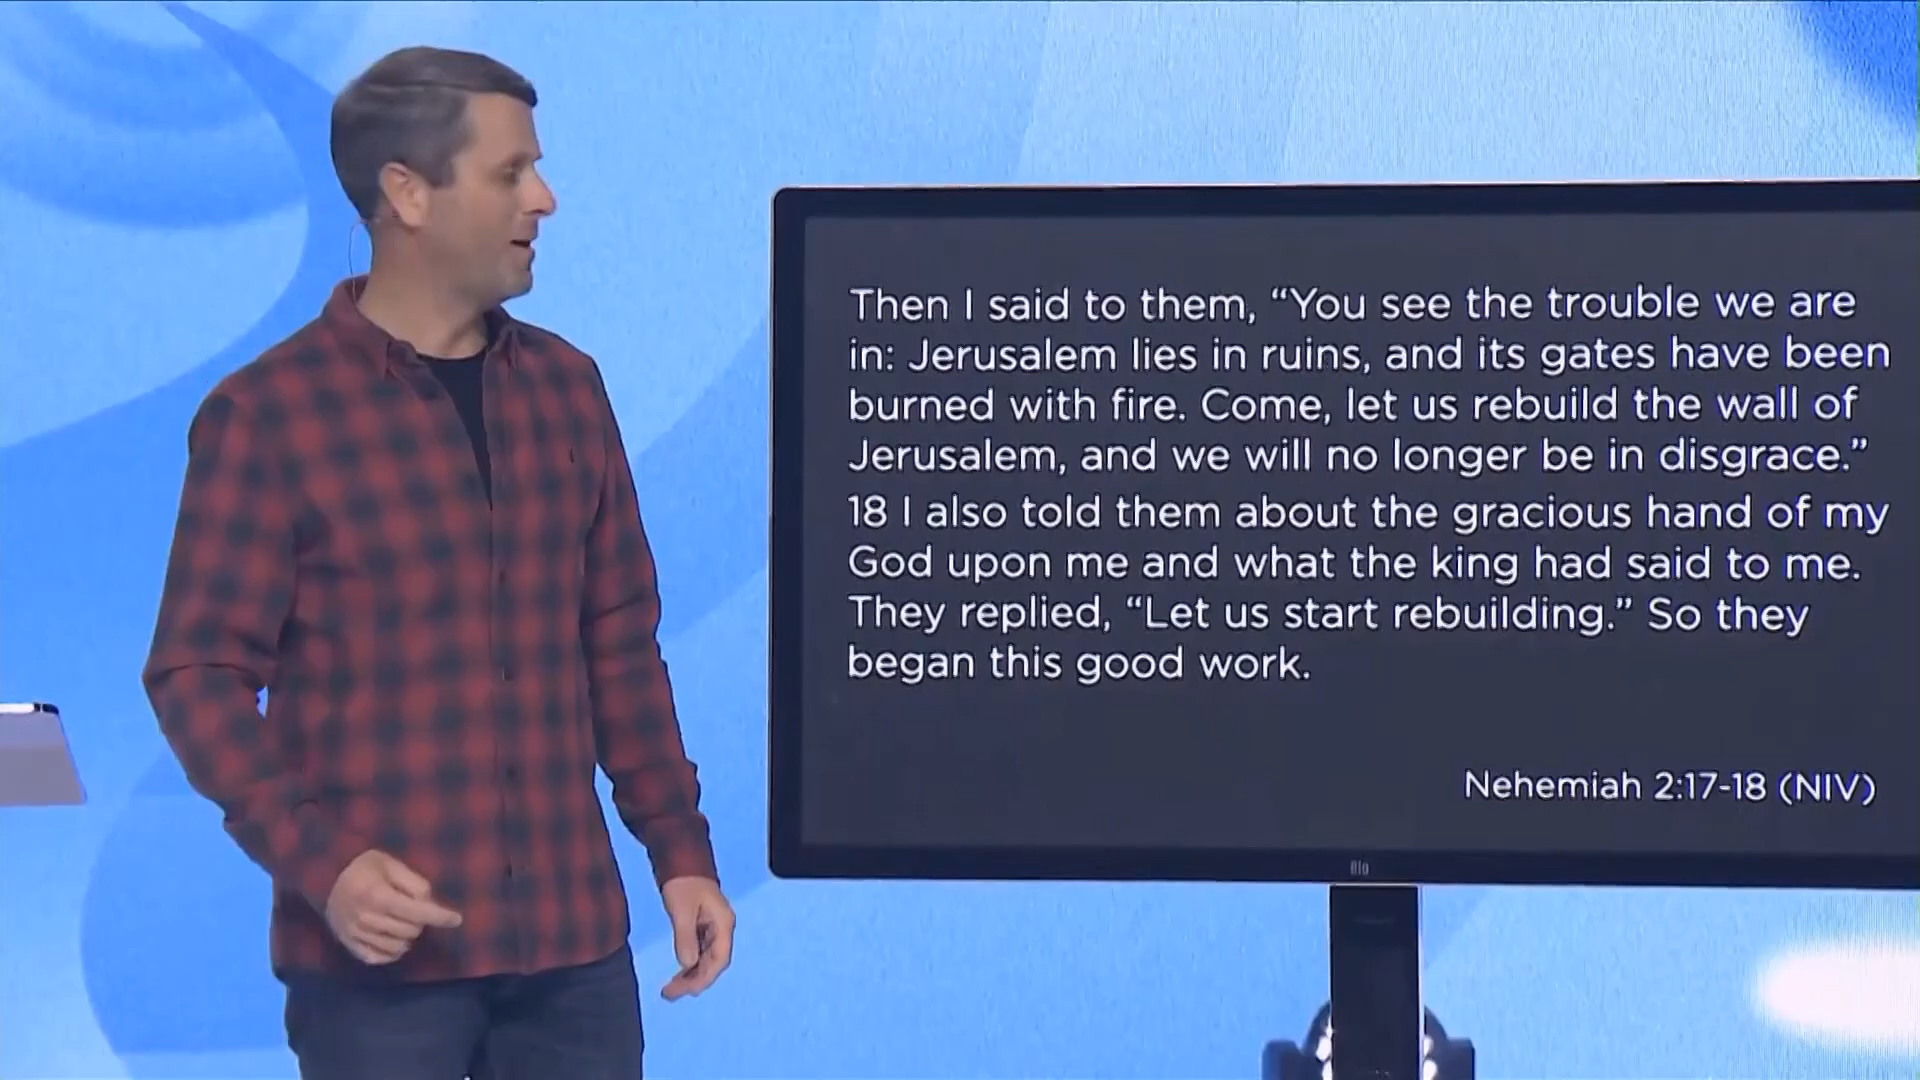 Then I said to them, “You see the trouble we are
in: Jerusalem lies in ruins, and its gates have been
burned with fire. Come, let us rebuild the wall of
Jerusalem, and we will no longer be in disgrace.”
18 I also told them about the gracious hand of my
God upon me and what the king had said to me.
They replied, “Let us start rebuilding.” So they
began this good work.
Nehemiah 2:17-18 (NIV)
elo